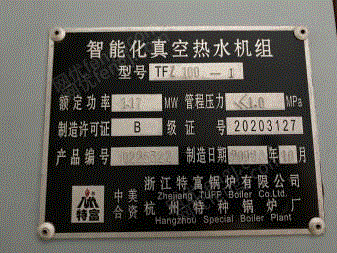 智能化真空热水机组
型号 TFZ 100 — I
额定功率 MW 管程压力 <1.0 MPa
制造许可证 B 级 证 号 20203127
产品编号 制造日期 年 10 月
特富
中美合资
浙江特富锅炉有限公司
Zhejiang TUFF Boiler Co.Ltd.
杭州特种锅炉厂
Hangzhou Special Boiler Plant